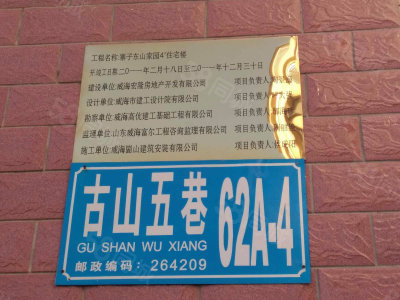 工程名称:寨子东山家园4#住宅楼
开竣工日期:二0一一年二月十八日至二0一一年十二月三十日
建设单位:威海宏隆房地产开发有限公司 项目负责人
设计单位:威海市建工设计院有限公司 项目负责人
勘察单位:威海高佳建工基础工程有限公司 项目负责人
监理单位:山东威海富尔工程咨询监理有限公司 项目负责人
施工单位:威海昆山建筑安装有限公司 项目负责人
古山五巷 62A-4
GU SHAN WU XIANG
邮政编码: 264209